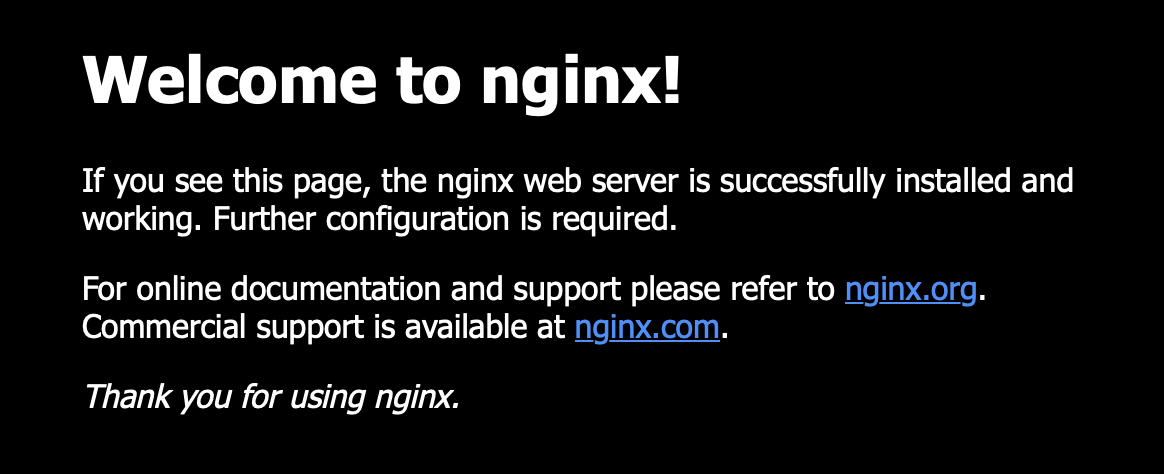 Welcome to nginx!
If you see this page, the nginx web server is successfully installed and
working. Further configuration is required.
For online documentation and support please refer to nginx.org.
Commercial support is available at nginx.com.
Thank you for using nginx.